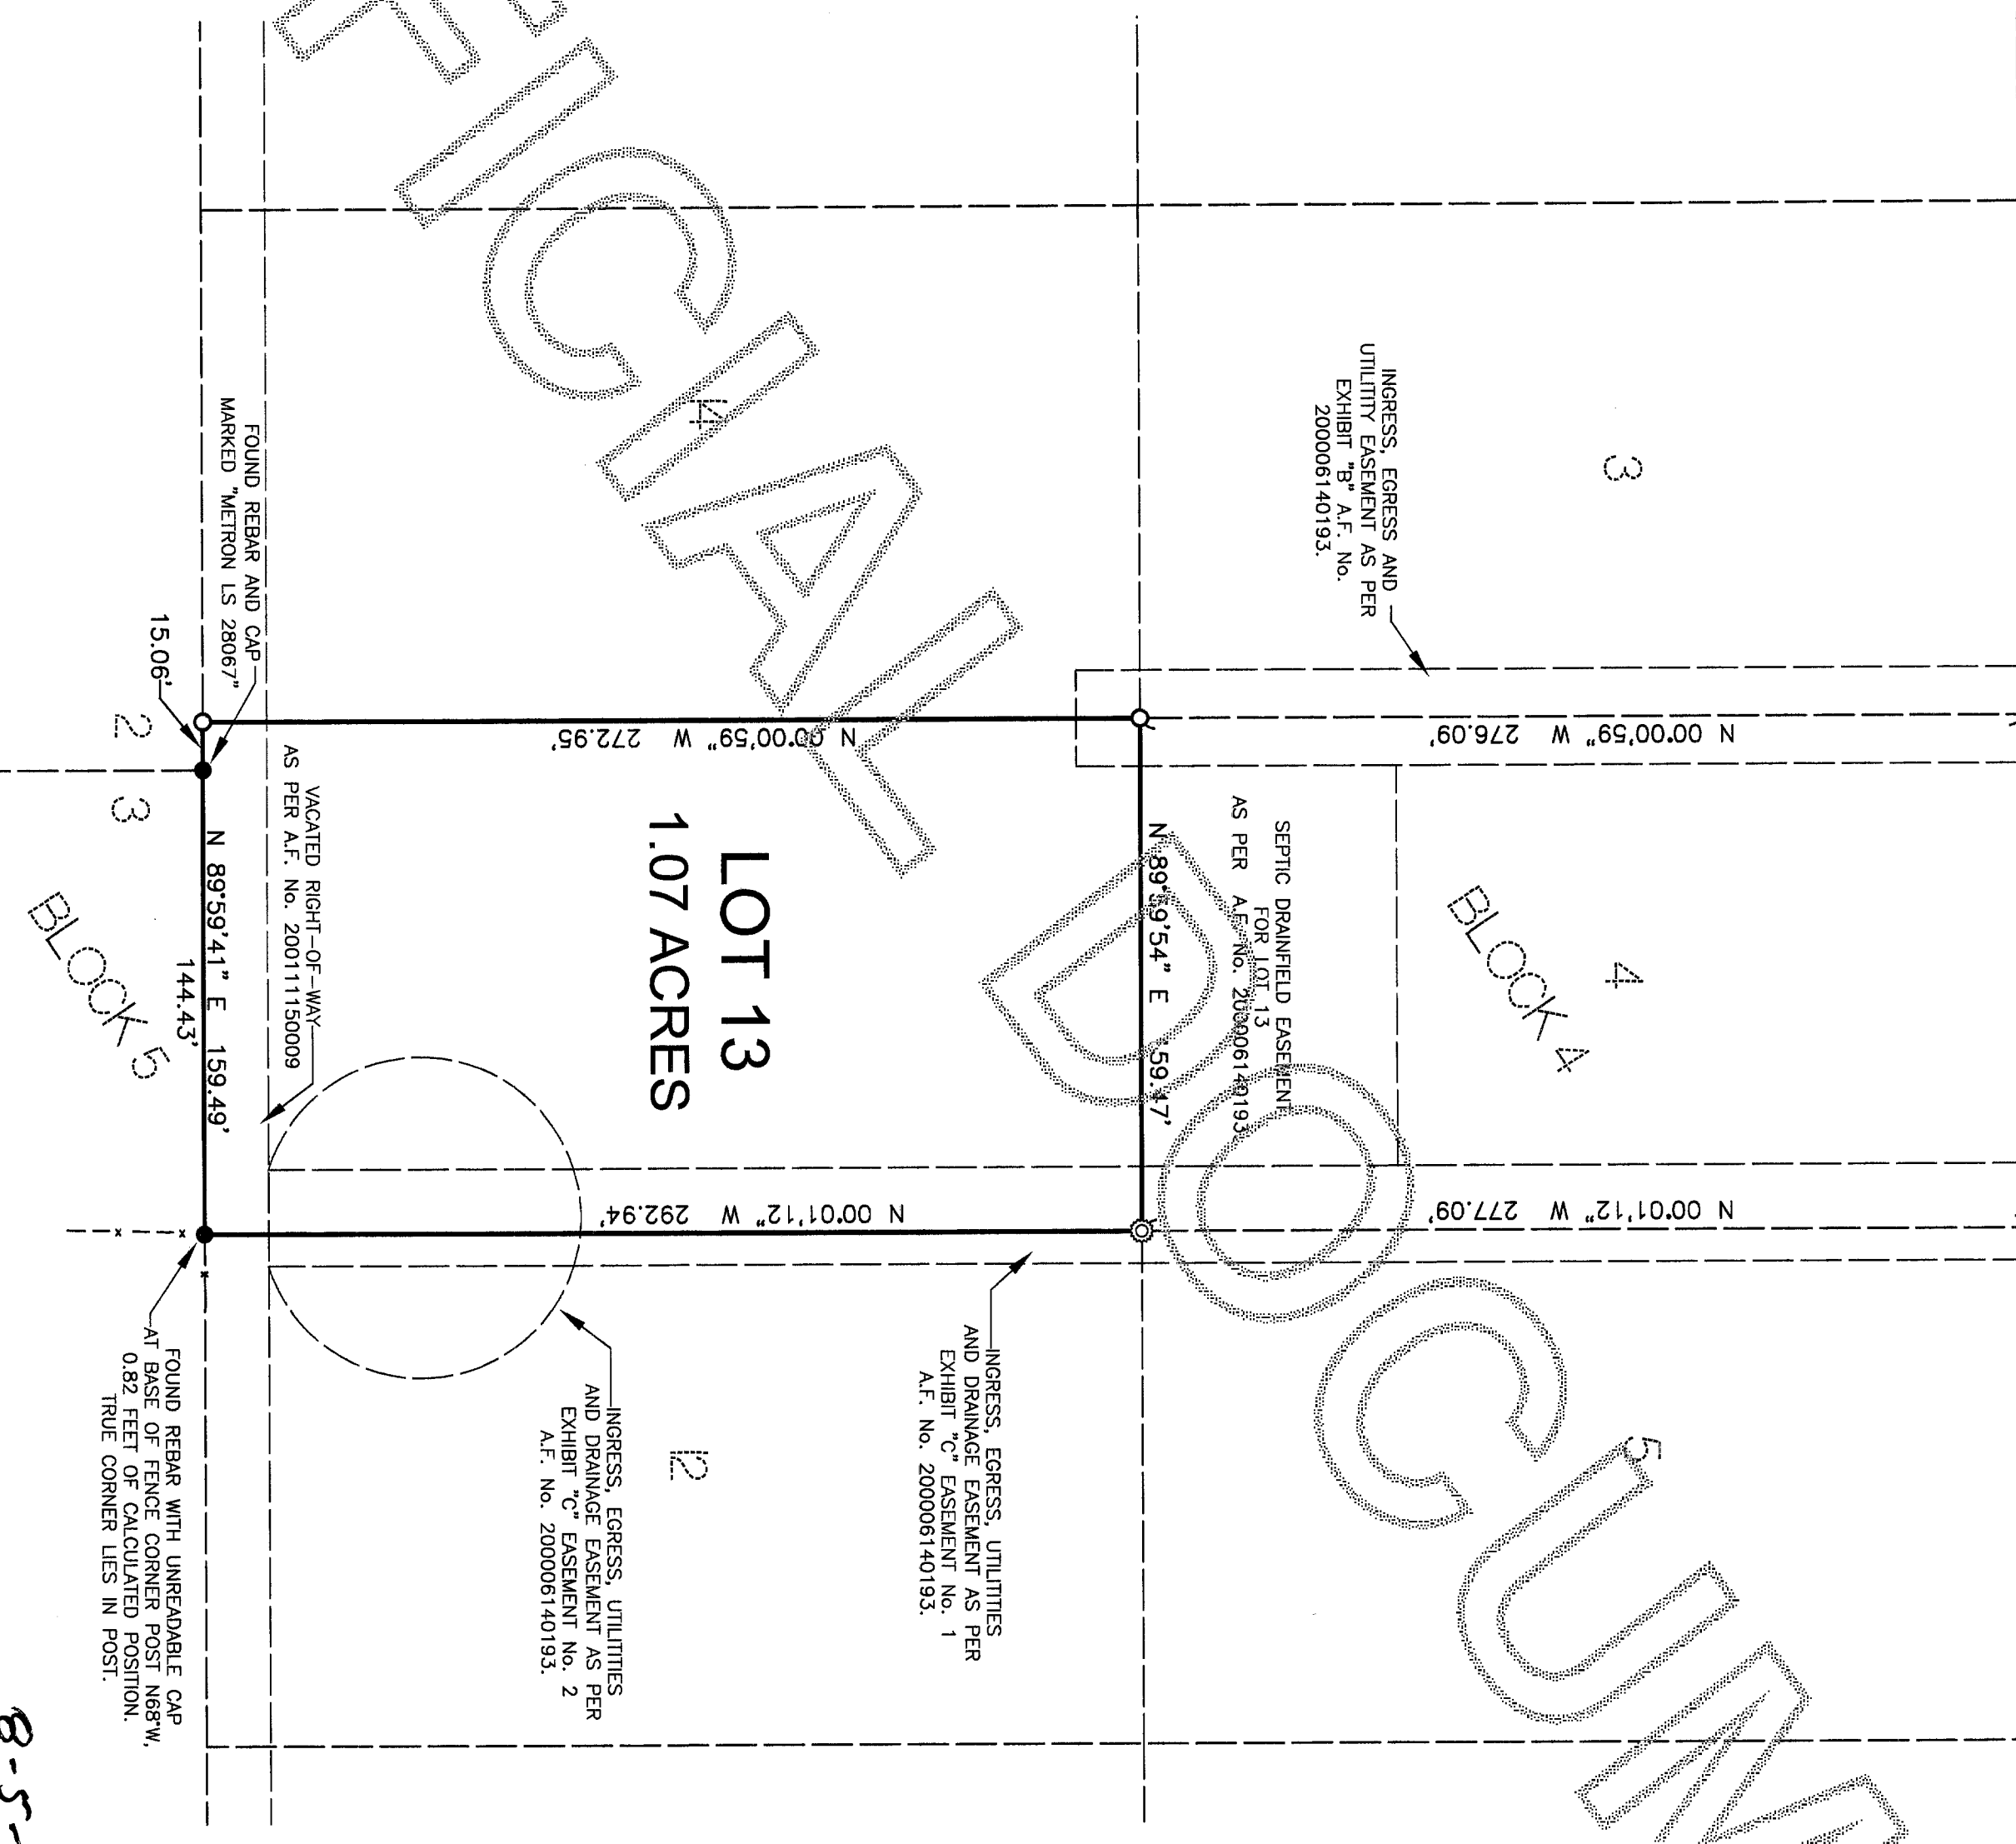 3
INGRESS, EGRESS AND
UTILITITY EASEMENT AS PER
EXHIBIT "B" A.F. No.
200006140193.
N 00°00'59" W 276.09'
4
BLOCK 4
N 00°01'12" W 277.09'
5
SEPTIC DRAINFIELD EASEMENT
FOR LOT 13
AS PER A.F. No. 200006140193
N 89°59'54" E 159.47'
14
N 00°00'59" W 272.95'
LOT 13
1.07 ACRES
N 00°01'12" W 292.94'
INGRESS, EGRESS, UTILITIES
AND DRAINAGE EASEMENT AS PER
EXHIBIT "C" EASEMENT No. 1
A.F. No. 200006140193.
12
INGRESS, EGRESS, UTILITIES
AND DRAINAGE EASEMENT AS PER
EXHIBIT "C" EASEMENT No. 2
A.F. No. 200006140193.
VACATED RIGHT-OF-WAY
AS PER A.F. No. 200111150009
FOUND REBAR AND CAP
MARKED "METRON LS 28067"
15.06'
N 89°59'41" E 159.49'
144.43'
2
3
BLOCK 5
FOUND REBAR WITH UNREADABLE CAP
AT BASE OF FENCE CORNER POST N68°W,
0.82 FEET OF CALCULATED POSITION.
TRUE CORNER LIES IN POST.
8-5-
FICIAL DOCUM